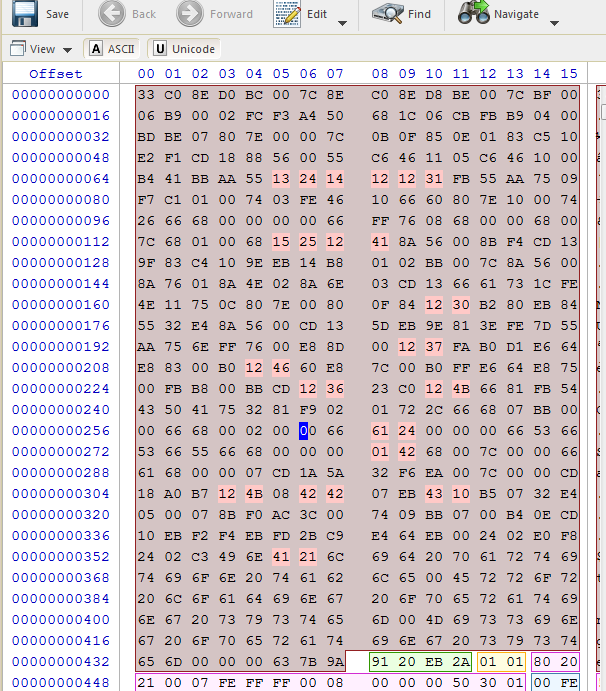 Save Back Forward Edit Find Navigate
View A ASCII U Unicode
Offset 00 01 02 03 04 05 06 07 08 09 10 11 12 13 14 15
00000000000 33 C0 8E D0 BC 00 7C 8E C0 8E D8 BE 00 7C BF 00
00000000016 06 B9 00 02 FC F3 A4 50 68 1C 06 CB FB B9 04 00
00000000032 BD BE 07 80 7E 00 00 7C 0B 0F 85 0E 01 83 C5 10
00000000048 E2 F1 CD 18 88 56 00 55 C6 46 11 05 C6 46 10 00
00000000064 B4 41 BB AA 55 13 24 14 12 12 31 FB 55 AA 75 09
00000000080 F7 C1 01 00 74 03 FE 46 10 66 60 80 7E 10 00 74
00000000096 26 66 68 00 00 00 00 66 FF 76 08 68 00 00 68 00
00000000112 7C 68 01 00 68 15 25 12 41 8A 56 00 8B F4 CD 13
00000000128 9F 83 C4 10 9E EB 14 B8 01 02 BB 00 7C 8A 56 00
00000000144 8A 76 01 8A 4E 02 8A 6E 03 CD 13 66 61 73 1C FE
00000000160 4E 11 75 0C 80 7E 00 80 0F 84 12 30 B2 80 EB 84
00000000176 55 32 E4 8A 56 00 CD 13 5D EB 9E 81 3E FE 7D 55
00000000192 AA 75 6E FF 76 00 E8 8D 00 12 37 FA B0 D1 E6 64
00000000208 E8 83 00 B0 12 46 60 E8 7C 00 B0 FF E6 64 E8 75
00000000224 00 FB B8 00 BB CD 12 36 23 C0 12 4B 66 81 FB 54
00000000240 43 50 41 75 32 81 F9 02 01 72 2C 66 68 07 BB 00
00000000256 00 66 68 00 02 00 00 66 61 24 00 00 00 66 53 66
00000000272 53 66 55 66 68 00 00 00 01 42 68 00 7C 00 00 66
00000000288 61 68 00 00 07 CD 1A 5A 32 F6 EA 00 7C 00 00 CD
00000000304 18 A0 B7 12 4B 08 42 42 07 EB 43 10 B5 07 32 E4
00000000320 05 00 07 8B F0 AC 3C 00 74 09 BB 07 00 B4 0E CD
00000000336 10 EB F2 F4 EB FD 2B C9 E4 64 EB 00 24 02 E0 F8
00000000352 24 02 C3 49 6E 41 21 6C 69 64 20 70 61 72 74 69
00000000368 74 69 6F 6E 20 74 61 62 6C 65 00 45 72 72 6F 72
00000000384 20 6C 6F 61 64 69 6E 67 20 6F 70 65 72 61 74 69
00000000400 6E 67 20 73 79 73 74 65 6D 00 4D 69 73 73 69 6E
00000000416 67 20 6F 70 65 72 61 74 69 6E 67 20 73 79 73 74
00000000432 65 6D 00 00 00 63 7B 9A 91 20 EB 2A 01 01 80 20
00000000448 21 00 07 FE FF FF 00 08 00 00 00 50 30 01 00 FE